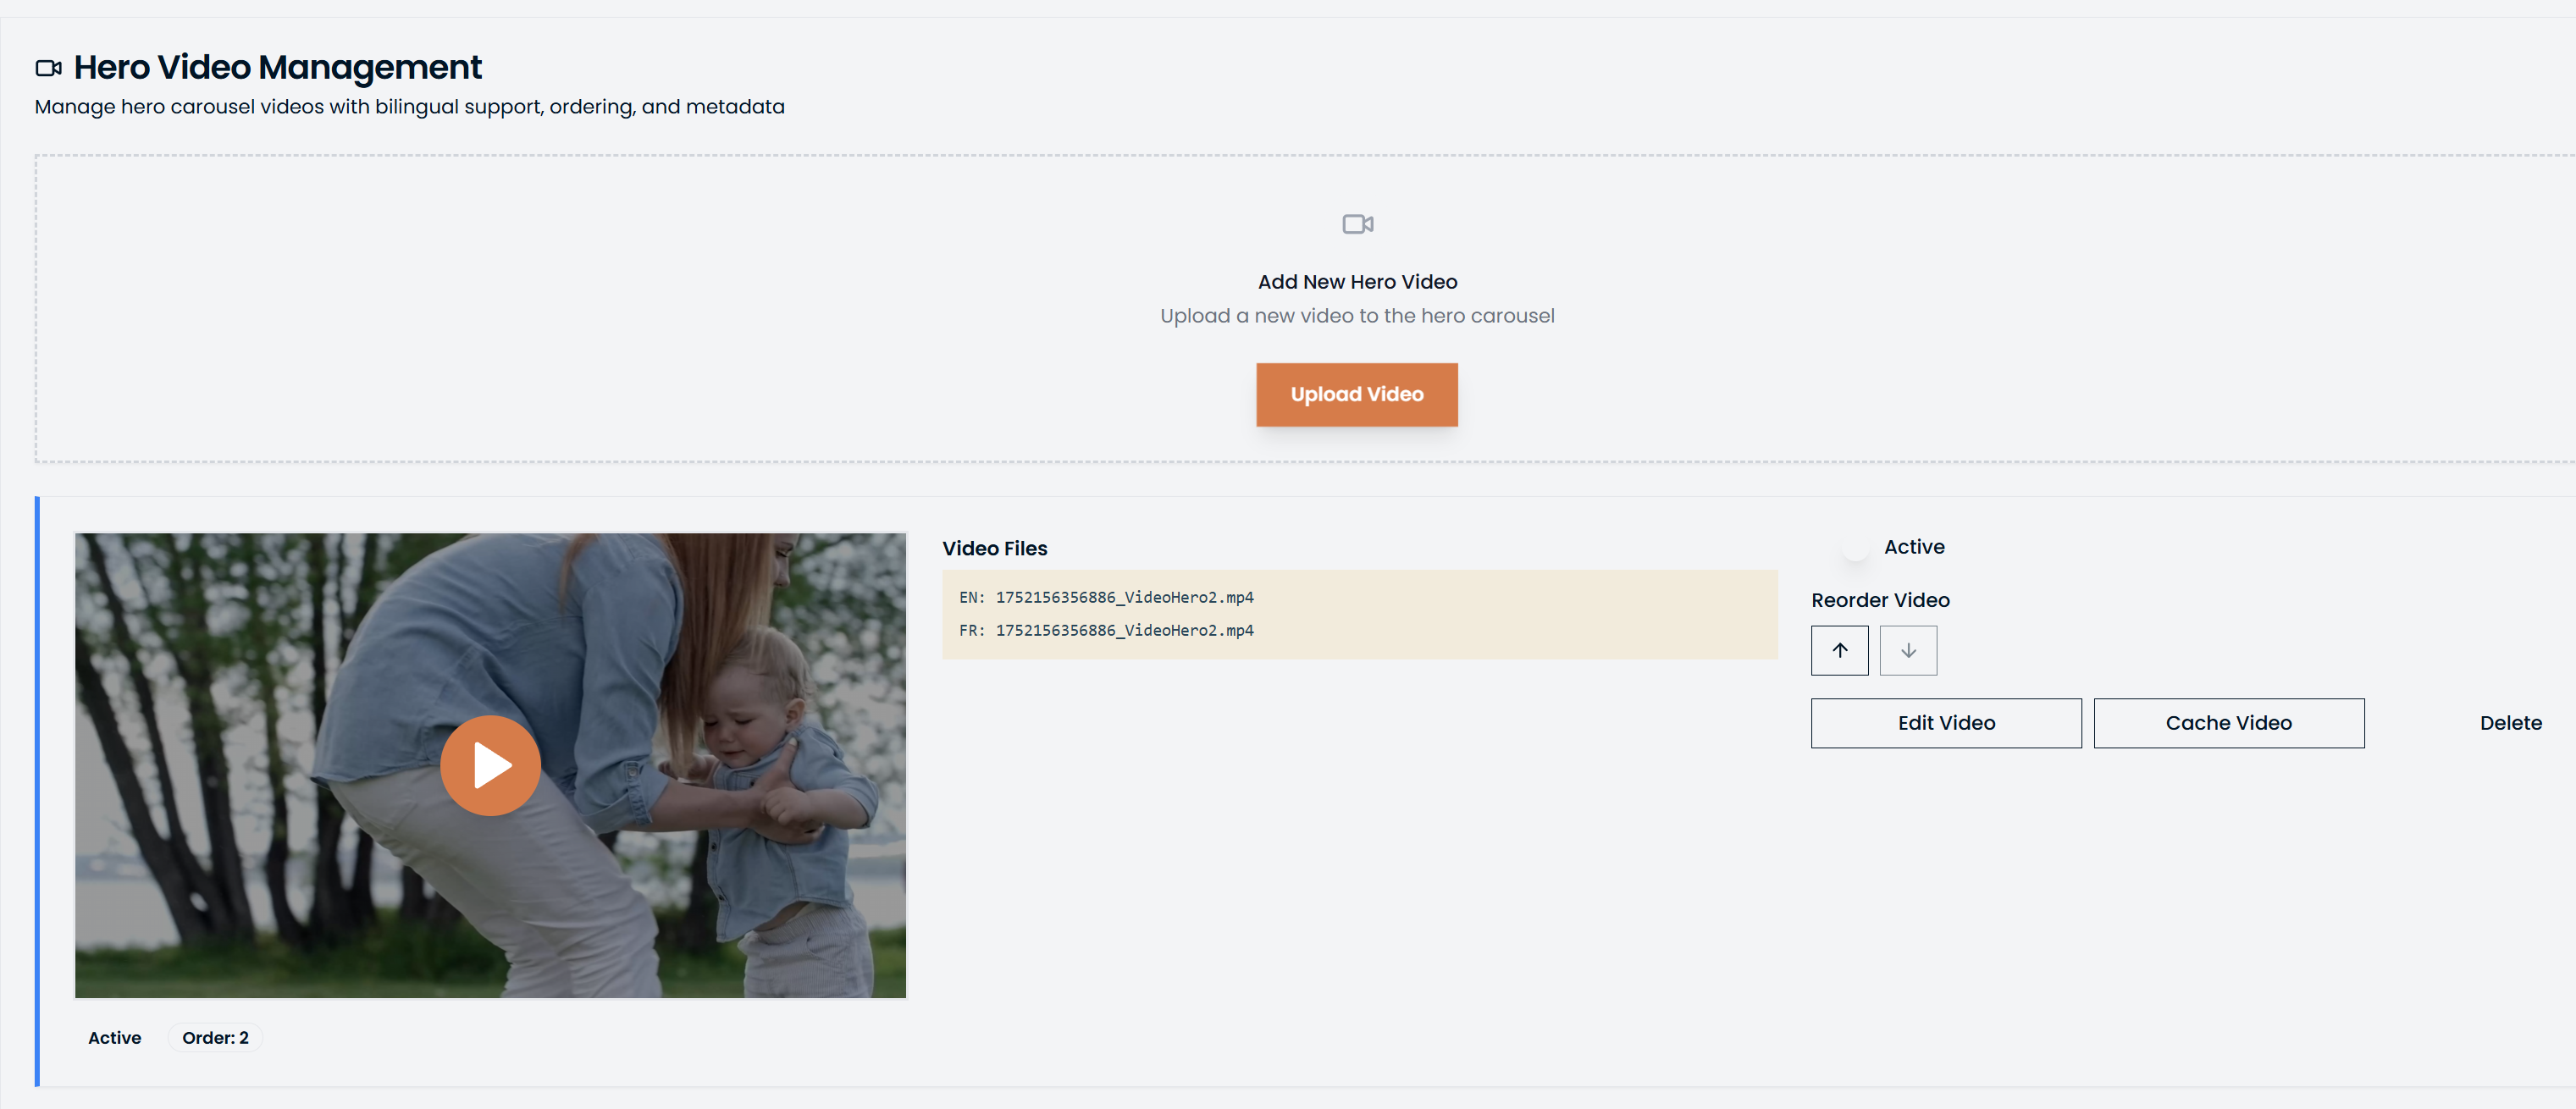 Hero Video Management
Manage hero carousel videos with bilingual support, ordering, and metadata
Add New Hero Video
Upload a new video to the hero carousel
Upload Video
Video Files
EN: 1752156356886_VideoHero2.mp4
FR: 1752156356886_VideoHero2.mp4
Active
Reorder Video
Edit Video
Cache Video
Delete
Active
Order: 2